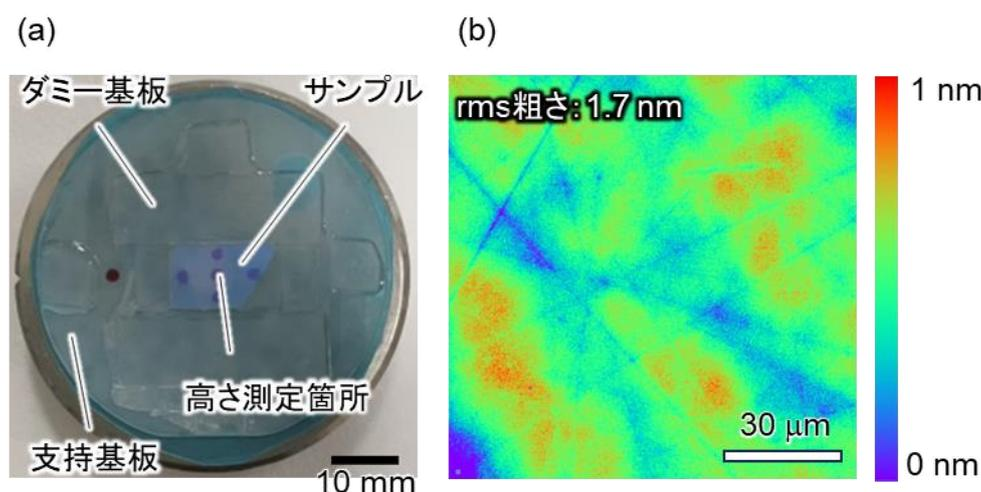 (a)
(b)
ダミー基板
サンプル
高さ測定箇所
支持基板
10 mm
rms粗さ: 1.7 nm
30 μm
1 nm
0 nm